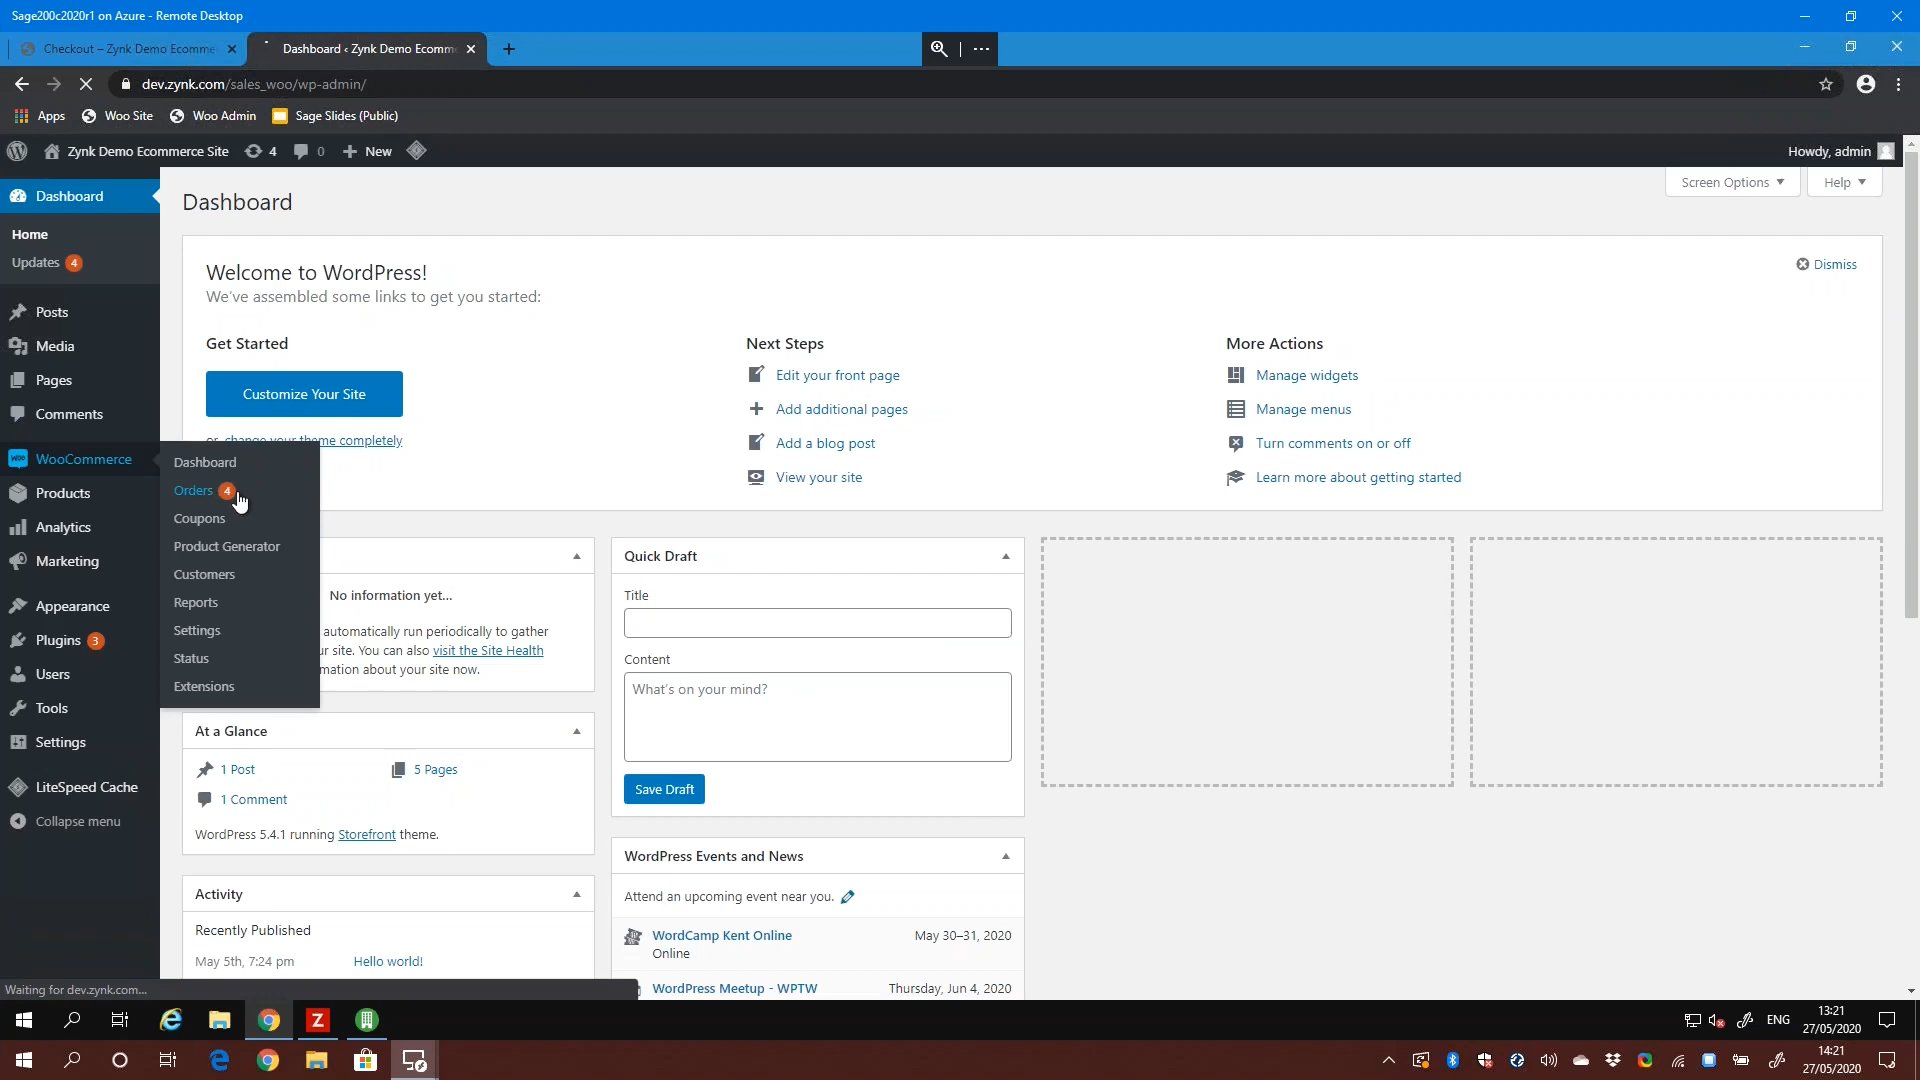 Sage200c2020r1 on Azure - Remote Desktop
Checkout – Zynk Demo Ecomme
Dashboard ‹ Zynk Demo Ecomm
dev.zynk.com/sales_woo/wp-admin/
Apps
Woo Site
Woo Admin
Sage Slides (Public)
Zynk Demo Ecommerce Site
4
0
New
Howdy, admin
Dashboard
Home
Updates 4
Posts
Media
Pages
Comments
WooCommerce
Products
Analytics
Marketing
Appearance
Plugins 3
Users
Tools
Settings
LiteSpeed Cache
Collapse menu
Dashboard
Orders 4
Coupons
Product Generator
Customers
Reports
Settings
Status
Extensions
Dashboard
Screen Options
Help
Welcome to WordPress!
We've assembled some links to get you started:
Dismiss
Get Started
Customize Your Site
or, change your theme completely
Next Steps
Edit your front page
Add additional pages
Add a blog post
View your site
More Actions
Manage widgets
Manage menus
Turn comments on or off
Learn more about getting started
No information yet...
automatically run periodically to gather
ur site. You can also visit the Site Health
mation about your site now.
At a Glance
1 Post
5 Pages
1 Comment
WordPress 5.4.1 running Storefront theme.
Activity
Recently Published
May 5th, 7:24 pm
Hello world!
Quick Draft
Title
Content
What's on your mind?
Save Draft
WordPress Events and News
Attend an upcoming event near you.
WordCamp Kent Online
May 30–31, 2020
Online
WordPress Meetup - WPTW
Thursday, Jun 4, 2020
Waiting for dev.zynk.com...
Z
ENG
13:21
27/05/2020
14:21
27/05/2020